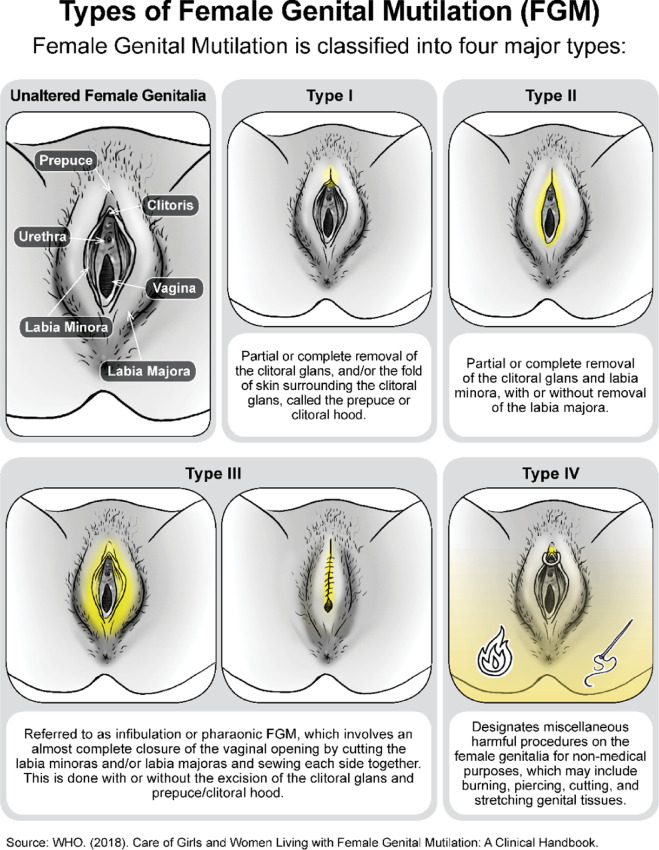 Types of Female Genital Mutilation (FGM)
Female Genital Mutilation is classified into four major types:
Unaltered Female Genitalia
Prepuce
Clitoris
Urethra
Vagina
Labia Minora
Labia Majora
Type I
Partial or complete removal of
the clitoral glans, and/or the fold
of skin surrounding the clitoral
glans, called the prepuce or
clitoral hood.
Type II
Partial or complete removal
of the clitoral glans and labia
minora, with or without removal
of the labia majora.
Type III
Referred to as infibulation or pharaonic FGM, which involves an
almost complete closure of the vaginal opening by cutting the
labia minoras and/or labia majoras and sewing each side together.
This is done with or without the excision of the clitoral glans and
prepuce/clitoral hood.
Type IV
Designates miscellaneous
harmful procedures on the
female genitalia for non-medical
purposes, which may include
burning, piercing, cutting, and
stretching genital tissues.
Source: WHO. (2018). Care of Girls and Women Living with Female Genital Mutilation: A Clinical Handbook.